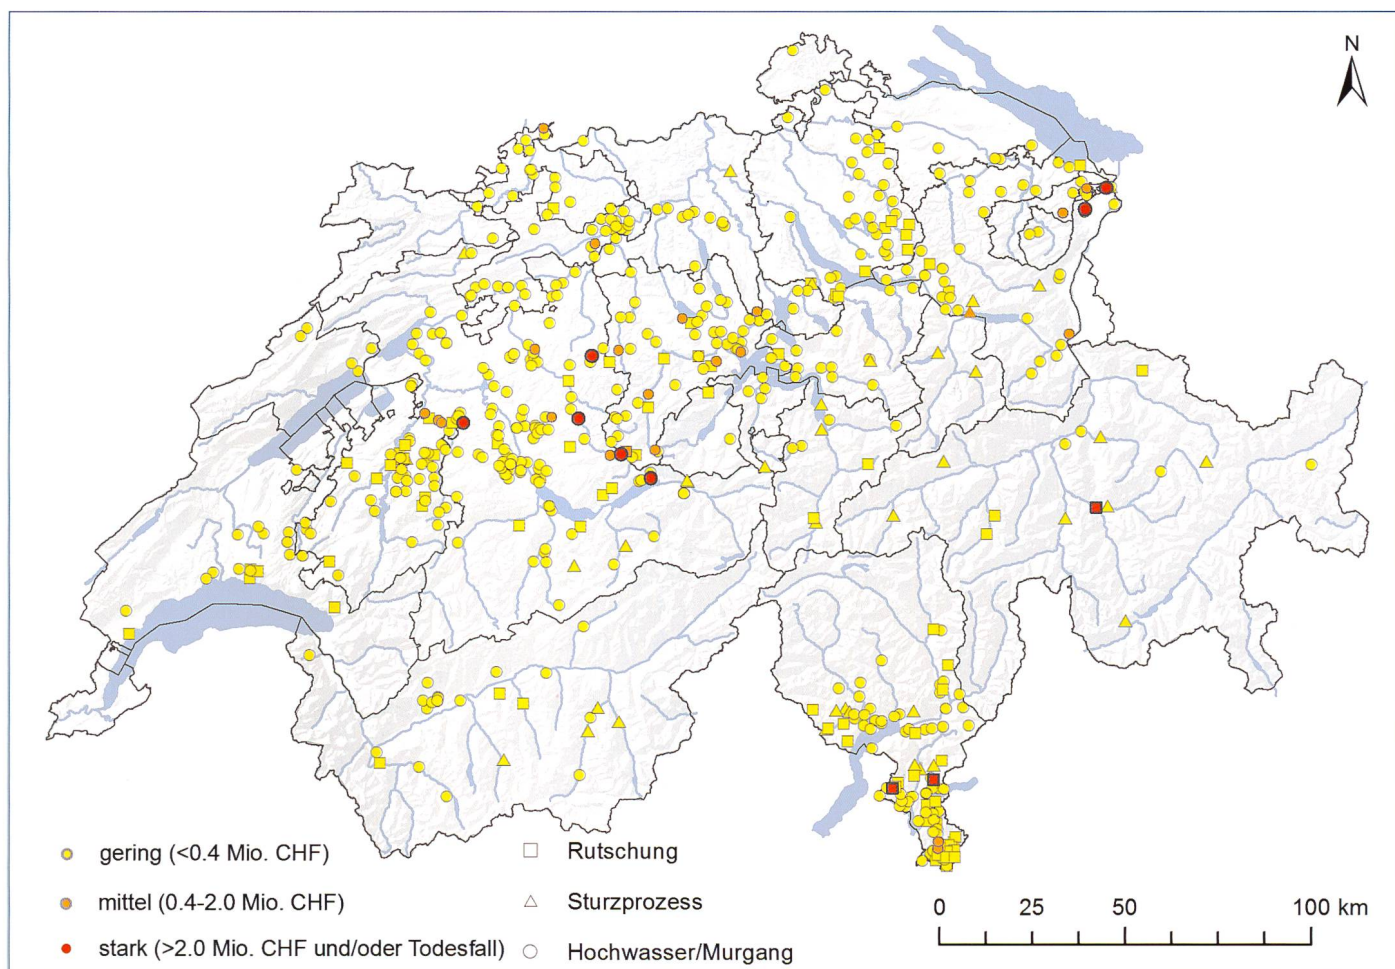 N
gering (<0.4 Mio. CHF)
mittel (0.4-2.0 Mio. CHF)
stark (>2.0 Mio. CHF und/oder Todesfall)
Rutschung
Sturzprozess
Hochwasser/Murgang
0 25 50 100 km